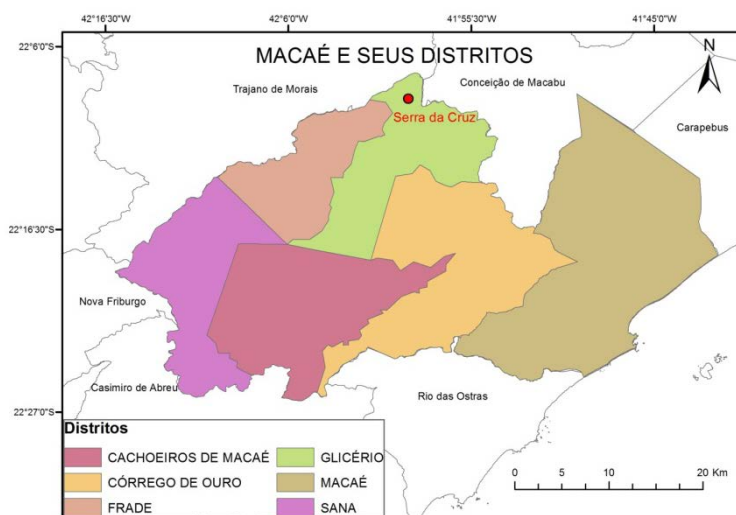 42°16'30"O
42°6'0"O
41°55'30"O
41°45'0"O
22°6'0"S
22°16'30"S
22°27'0"S
MACAÉ E SEUS DISTRITOS
N
Trajano de Morais
Conceição de Macabu
Serra da Cruz
Carapebus
Nova Friburgo
Casimiro de Abreu
Rio das Ostras
Distritos
CACHOEIROS DE MACAÉ
GLICÉRIO
CÓRREGO DE OURO
MACAÉ
FRADE
SANA
0 5 10 20 Km